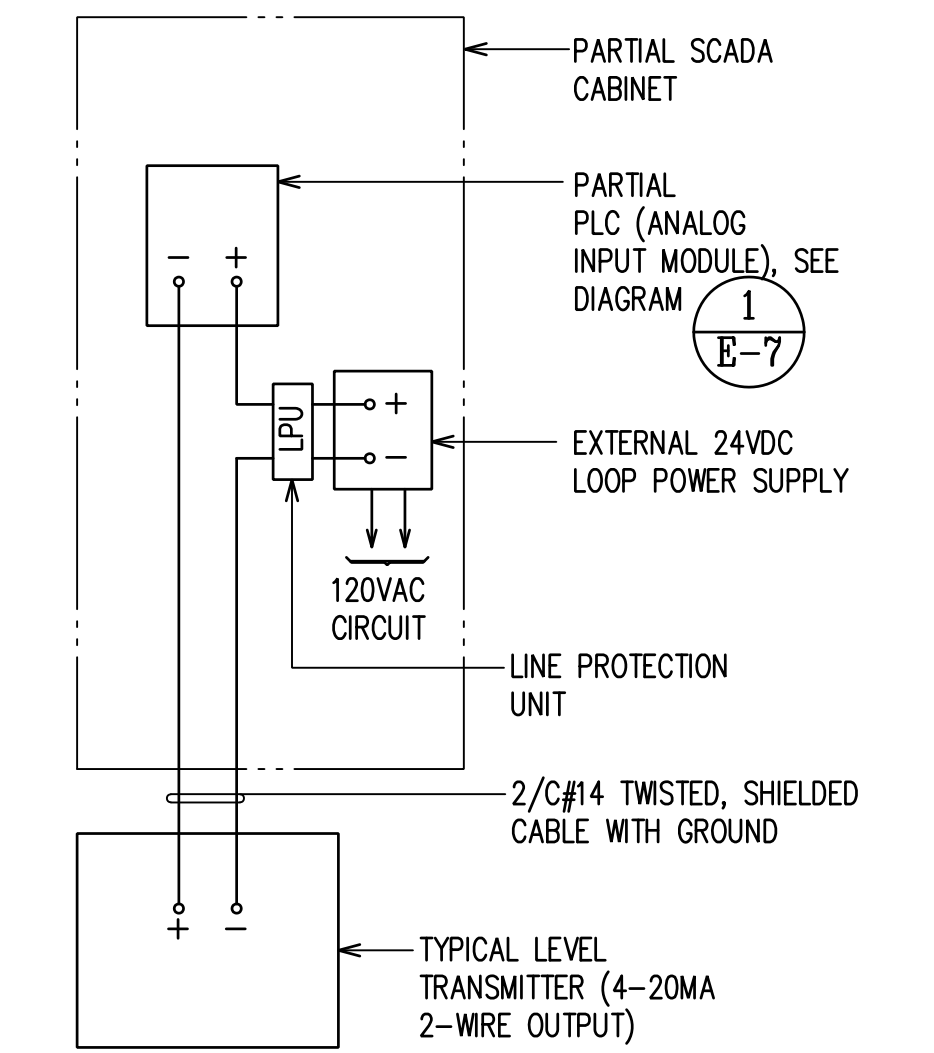 PARTIAL SCADA
CABINET
PARTIAL
PLC (ANALOG
INPUT MODULE), SEE
DIAGRAM
1
E-7
- +
LPU
+
-
EXTERNAL 24VDC
LOOP POWER SUPPLY
120VAC
CIRCUIT
LINE PROTECTION
UNIT
2/C#14 TWISTED, SHIELDED
CABLE WITH GROUND
+ -
TYPICAL LEVEL
TRANSMITTER (4-20MA
2-WIRE OUTPUT)